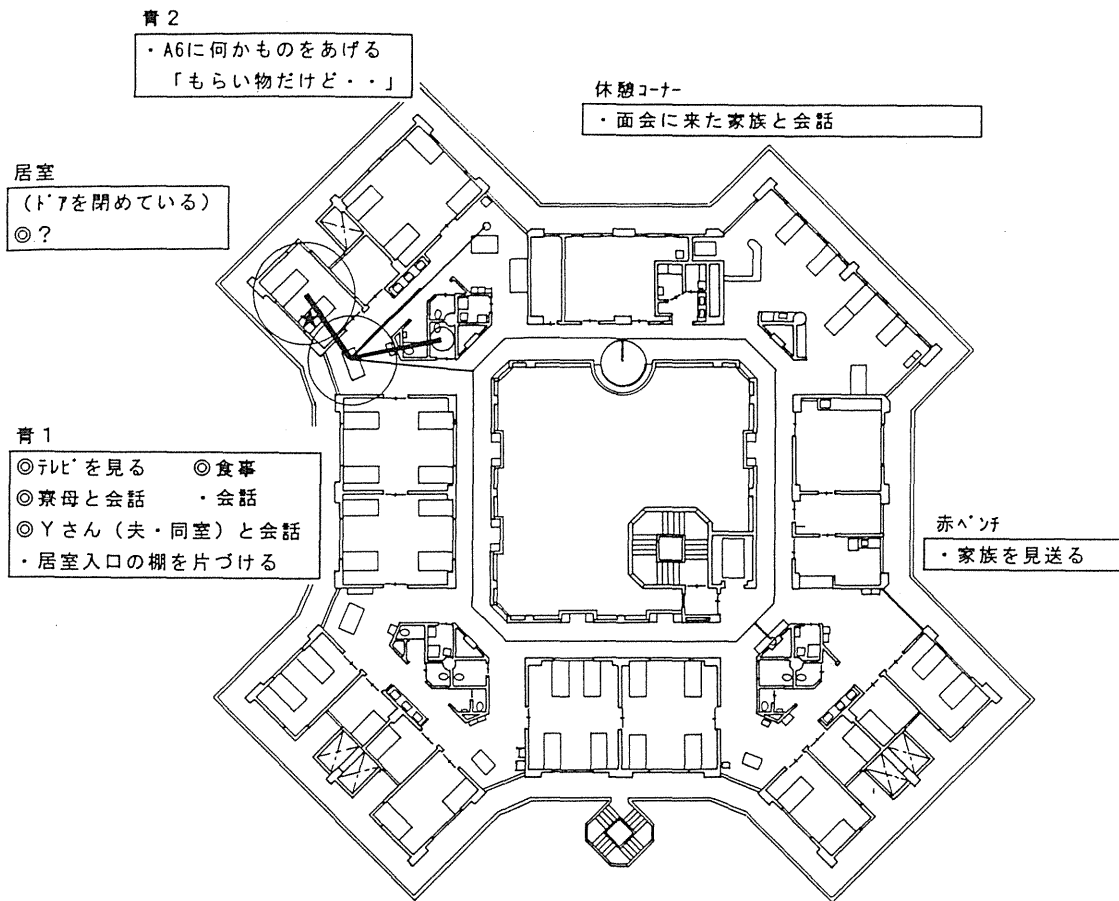 青2
・A6に何かものをあげる
「もらい物だけど・・」
休憩コーナー
・面会に来た家族と会話
居室
(ドアを閉めている)
◎?
青1
◎テレビを見る ◎食事
◎寮母と会話 ・会話
◎Yさん(夫・同室)と会話
・居室入口の棚を片づける
赤ベンチ
・家族を見送る